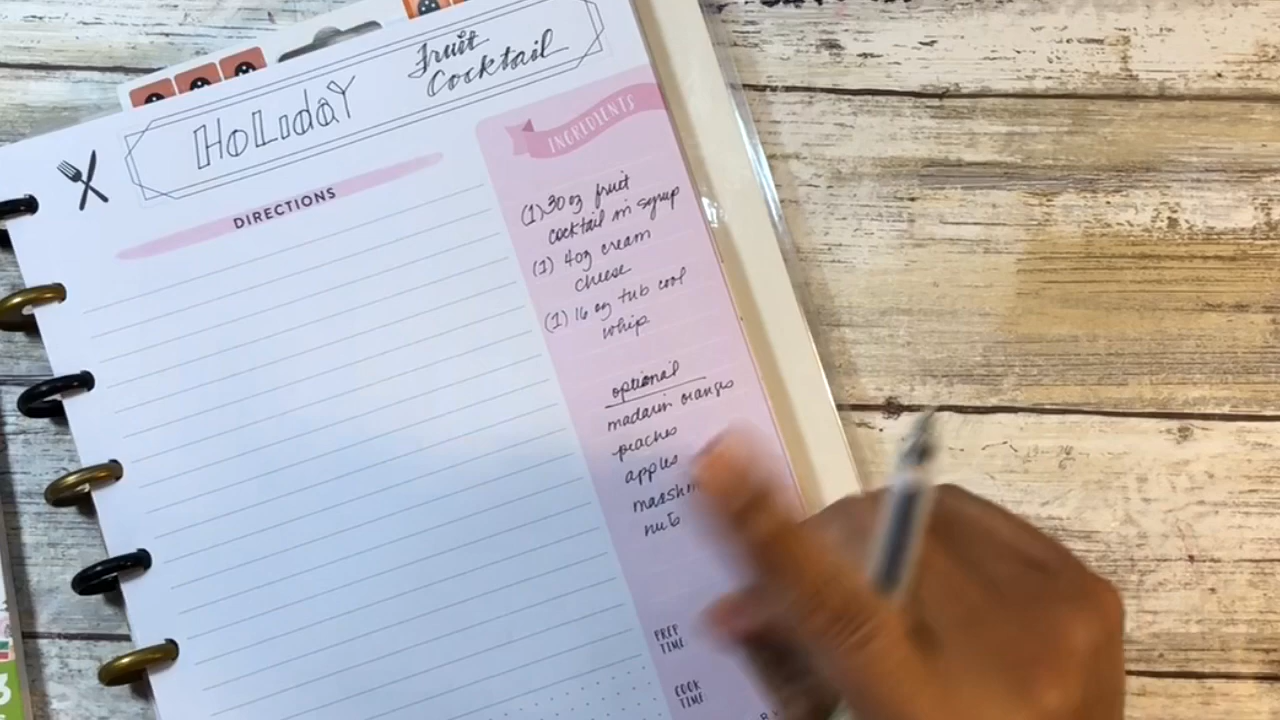 HoLidaY
Fruit
Cocktail
DIRECTIONS
INGREDIENTS
(1) 30 oz fruit
cocktail in syrup
(1) 4oz cream
cheese
(1) 16 oz tub cool
whip
optional
madarin oranges
peaches
apples
nuts
PREP
TIME
COOK
TIME